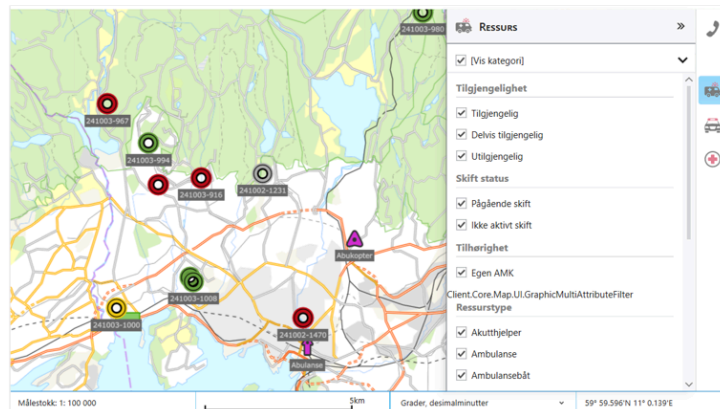 241003-980
241003-967
241003-994
241003-916
241002-1231
Abukopter
241003-1008
241003-1000
241002-1470
Abulanse
RESSURS
»
[Vis kategori]
Tilgjengelighet
Tilgjengelig
Delvis tilgjengelig
Utilgjengelig
Skift status
Pågående skift
Ikke aktivt skift
Tilhørighet
Egen AMK
Client.Core.Map.UI.GraphicMultiAttributeFilter
Ressurstype
Akutthjelper
Ambulanse
Ambulansebåt
Målestokk: 1: 100 000
5km
Grader, desimalminutter
59° 59.596'N 11° 0.139'E